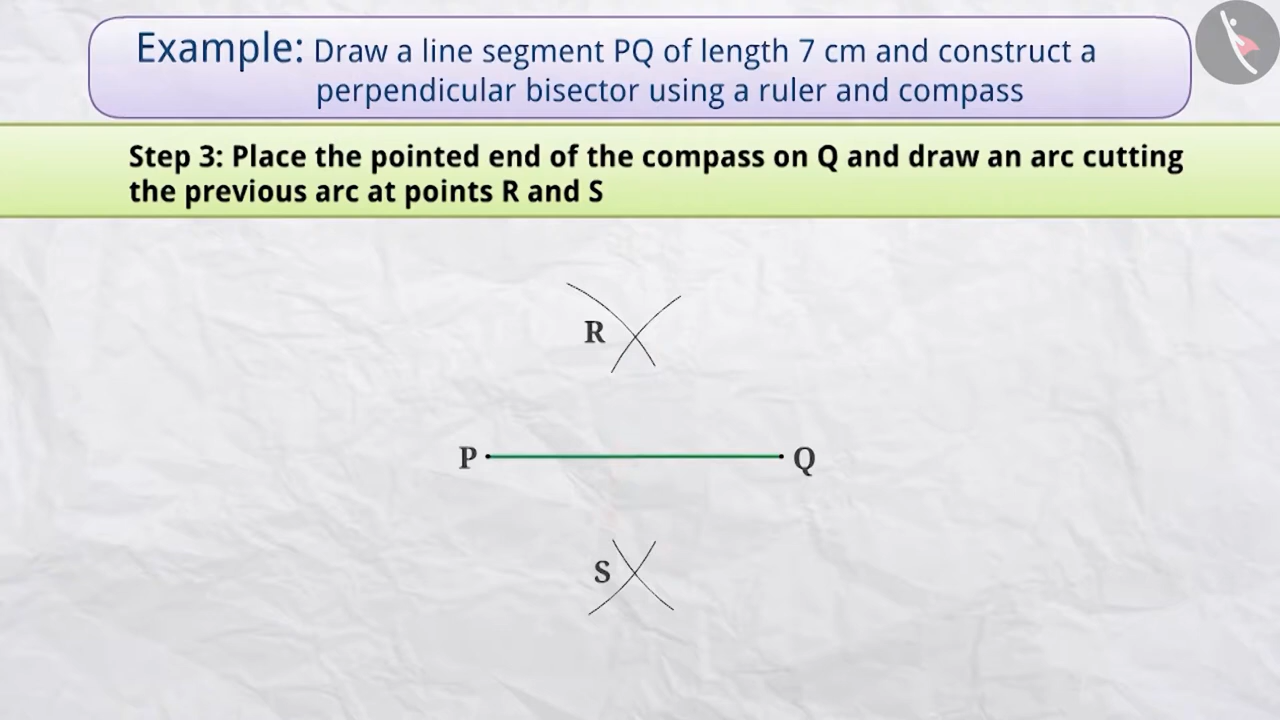 Example: Draw a line segment PQ of length 7 cm and construct a
perpendicular bisector using a ruler and compass
Step 3: Place the pointed end of the compass on Q and draw an arc cutting
the previous arc at points R and S
R
P
Q
S